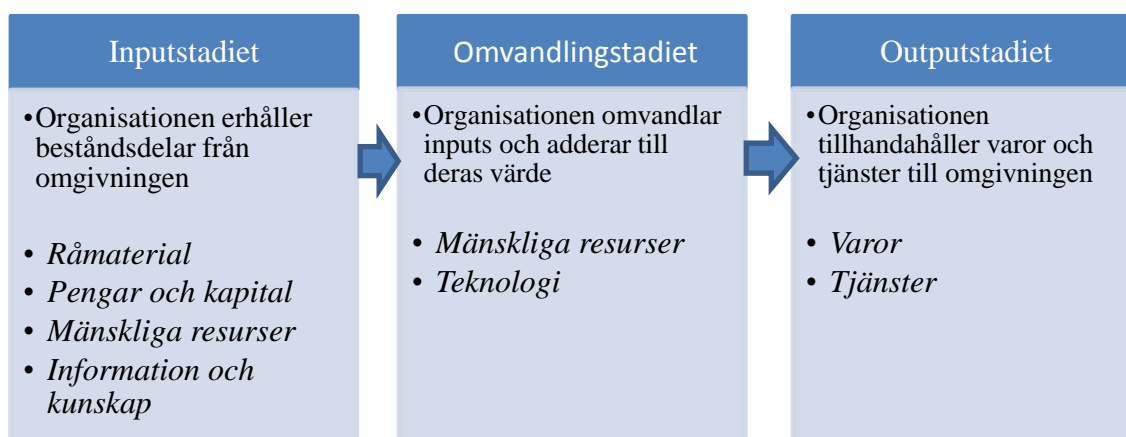 Inputstadiet
•Organisationen erhåller
beståndsdelar från
omgivningen
• Råmaterial
• Pengar och kapital
• Mänskliga resurser
• Information och
kunskap
Omvandlingstadiet
•Organisationen omvandlar
inputs och adderar till
deras värde
• Mänskliga resurser
• Teknologi
Outputstadiet
•Organisationen
tillhandahåller varor och
tjänster till omgivningen
• Varor
• Tjänster